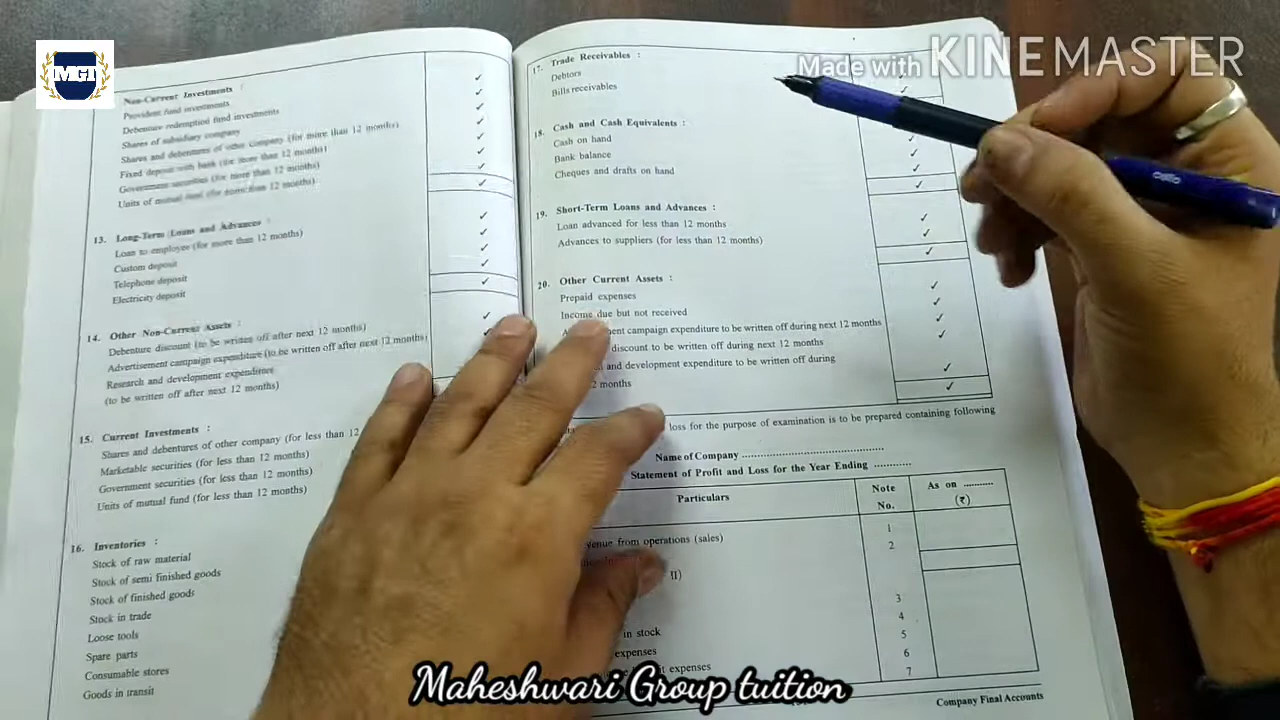 MGI
Made with KINEMASTER
Non-Current Investments :
Provident fund investments
Debenture redemption fund investments
Shares of subsidiary company
Shares and debentures of other company (for more than 12 months)
Fixed deposit with bank (for more than 12 months)
Government securities (for more than 12 months)
Units of mutual fund (for more than 12 months)
13. Long-Term Loans and Advances :
Loan to employee (for more than 12 months)
Custom deposit
Telephone deposit
Electricity deposit
14. Other Non-Current Assets :
Debenture discount (to be written off after next 12 months)
Advertisement campaign expenditure (to be written off after next 12 months)
Research and development expenditure
(to be written off after next 12 months)
15. Current Investments :
Shares and debentures of other company (for less than 12
Marketable securities (for less than 12 months)
Government securities (for less than 12 months)
Units of mutual fund (for less than 12 months)
16. Inventories :
Stock of raw material
Stock of semi finished goods
Stock of finished goods
Stock in trade
Loose tools
Spare parts
Consumable stores
Goods in transit
17. Trade Receivables :
Debtors
Bills receivables
18. Cash and Cash Equivalents :
Cash on hand
Bank balance
Cheques and drafts on hand
19. Short-Term Loans and Advances :
Loan advanced for less than 12 months
Advances to suppliers (for less than 12 months)
20. Other Current Assets :
Prepaid expenses
Income due but not received
campaign expenditure to be written off during next 12 months
discount to be written off during next 12 months
and development expenditure to be written off during
months
loss for the purpose of examination is to be prepared containing following
Name of Company ..........
Statement of Profit and Loss for the Year Ending ..........
Particulars Note No. As on .......... (₹)
from operations (sales) 1
2
II)
3
4
in stock 5
expenses 6
expenses 7
Company Final Accounts
cello
Maheshwari Group tuition